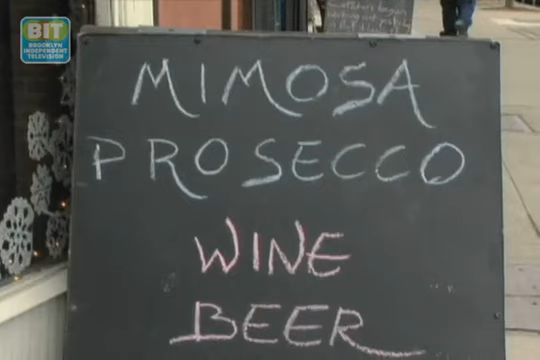 BIT
BROOKLYN
INDEPENDENT
TELEVISION
MIMOSA
PROSECCO
WINE
BEER